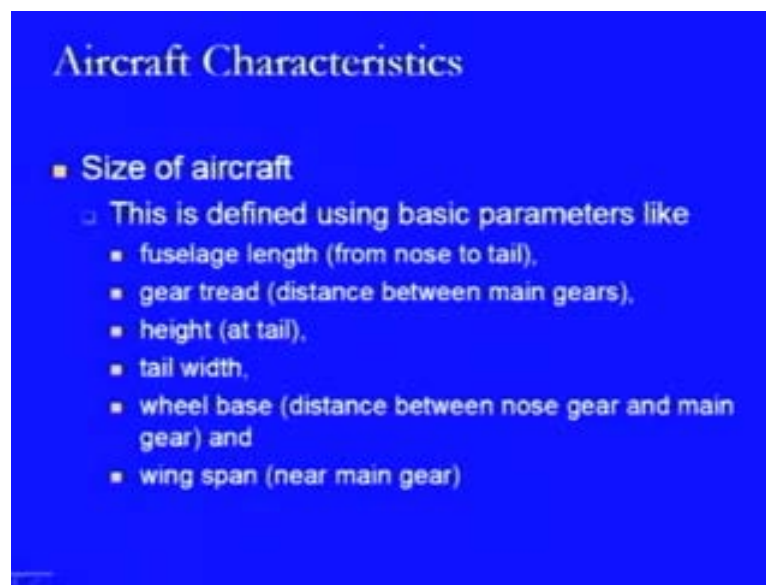 Aircraft Characteristics
Size of aircraft
This is defined using basic parameters like
fuselage length (from nose to tail),
gear tread (distance between main gears),
height (at tail),
tail width,
wheel base (distance between nose gear and main
gear) and
wing span (near main gear)